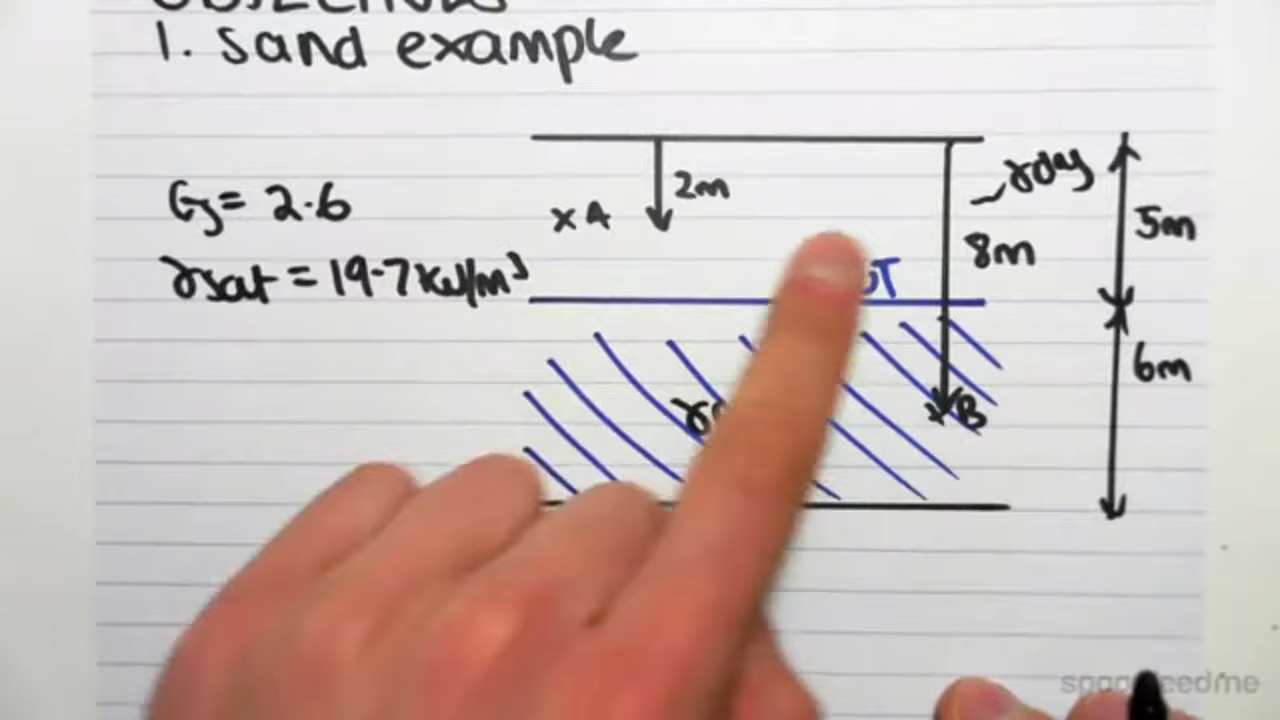 1. Sand example
2m
γdry
Gs = 2.6
x A
5m
8m
γsat = 19.7 kN/m³
6m
x B